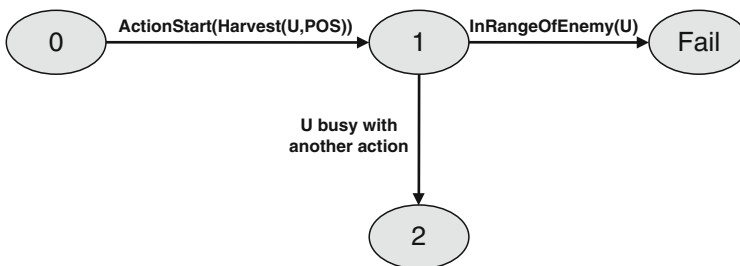 0
ActionStart(Harvest(U,POS))
1
InRangeOfEnemy(U)
Fail
U busy with
another action
2